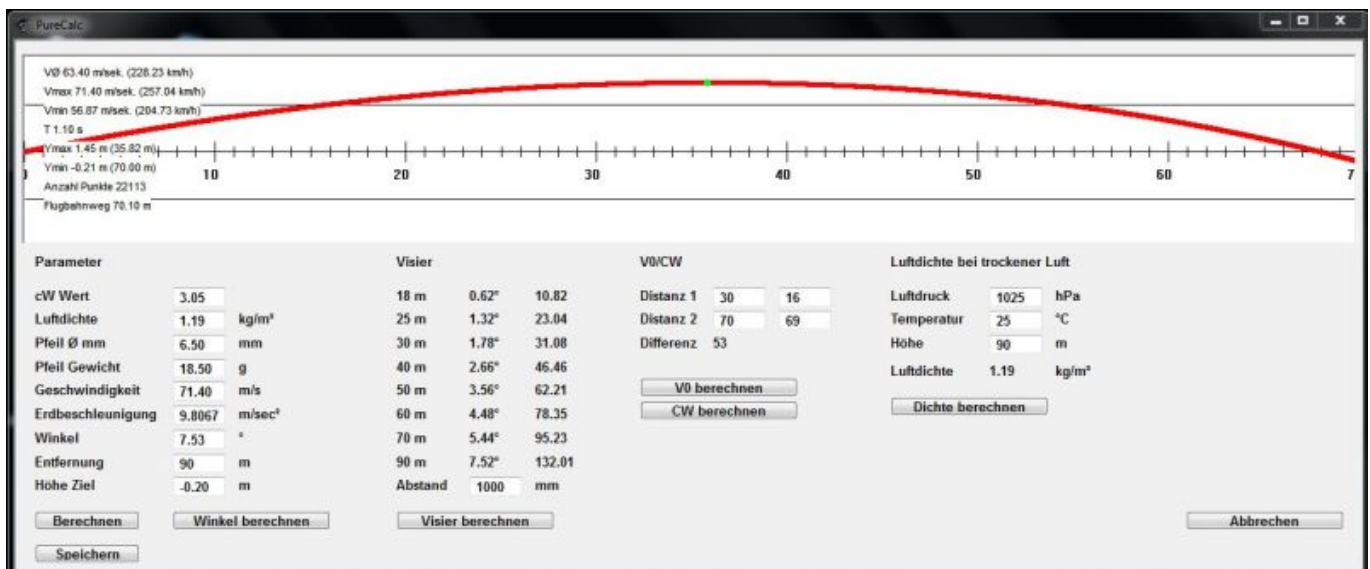 PureCalc
VØ 63.40 m/sek. (228.23 km/h)
Vmax 71.40 m/sek. (257.04 km/h)
Vmin 56.87 m/sek. (204.73 km/h)
T 1.10 s
Ymax 1.45 m (35.82 m)
Ymin -0.21 m (70.00 m)
Anzahl Punkte 22113
Flugbahnweg 70.10 m
10 20 30 40 50 60 7
Parameter Visier V0/CW Luftdichte bei trockener Luft
cW Wert 3.05 18 m 0.62° 10.82 Distanz 1 30 16 Luftdruck 1025 hPa
Luftdichte 1.19 kg/m³ 25 m 1.32° 23.04 Distanz 2 70 69 Temperatur 25 °C
Pfeil Ø mm 6.50 mm 30 m 1.78° 31.08 Differenz 53 Höhe 90 m
Pfeil Gewicht 18.50 g 40 m 2.66° 46.46 Luftdichte 1.19 kg/m³
Geschwindigkeit 71.40 m/s 50 m 3.56° 62.21 V0 berechnen
Erdbeschleunigung 9.8067 m/sec² 60 m 4.48° 78.35 CW berechnen Dichte berechnen
Winkel 7.53 ° 70 m 5.44° 95.23
Entfernung 90 m 90 m 7.52° 132.01
Höhe Ziel -0.20 m Abstand 1000 mm
Berechnen Winkel berechnen Visier berechnen Abbrechen
Speichern